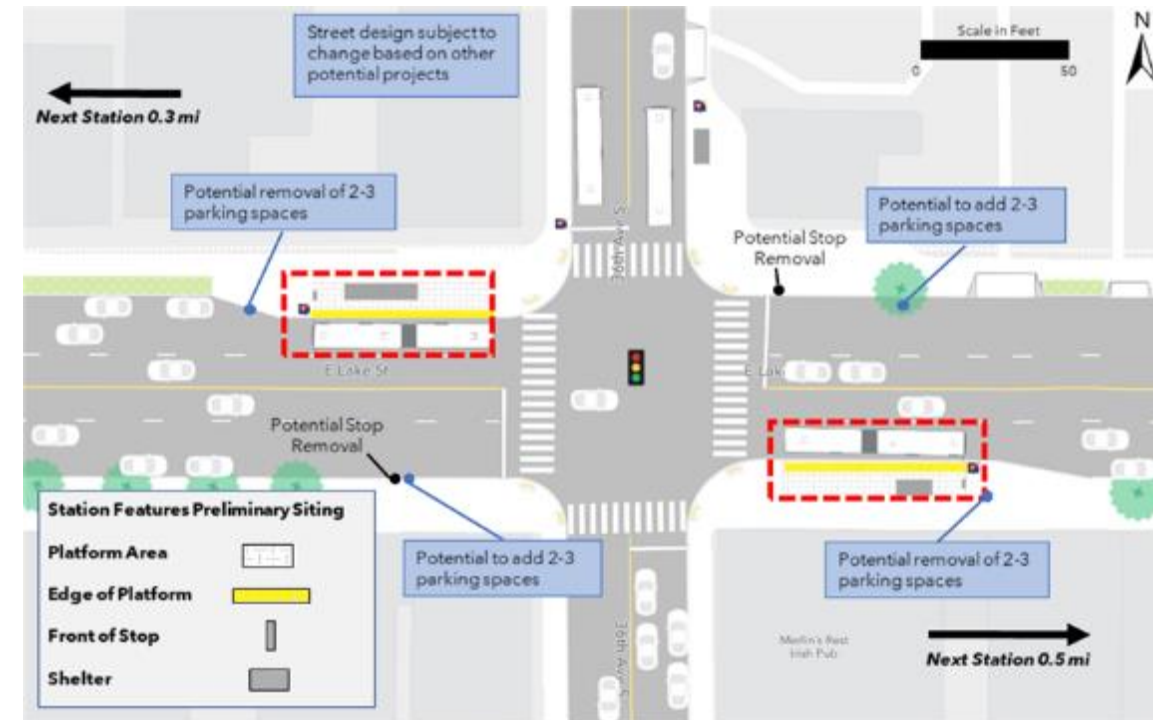 Street design subject to
change based on other
potential projects
Scale in Feet
0 50
N
Next Station 0.3 mi
Potential removal of 2-3
parking spaces
36th Ave S
Potential Stop
Removal
Potential to add 2-3
parking spaces
E Lake St
E Lak
Potential Stop
Removal
Station Features Preliminary Siting
Platform Area
Edge of Platform
Front of Stop
Shelter
Potential to add 2-3
parking spaces
36th Ave S
Potential removal of 2-3
parking spaces
Merlin's Rest
Irish Pub
Next Station 0.5 mi